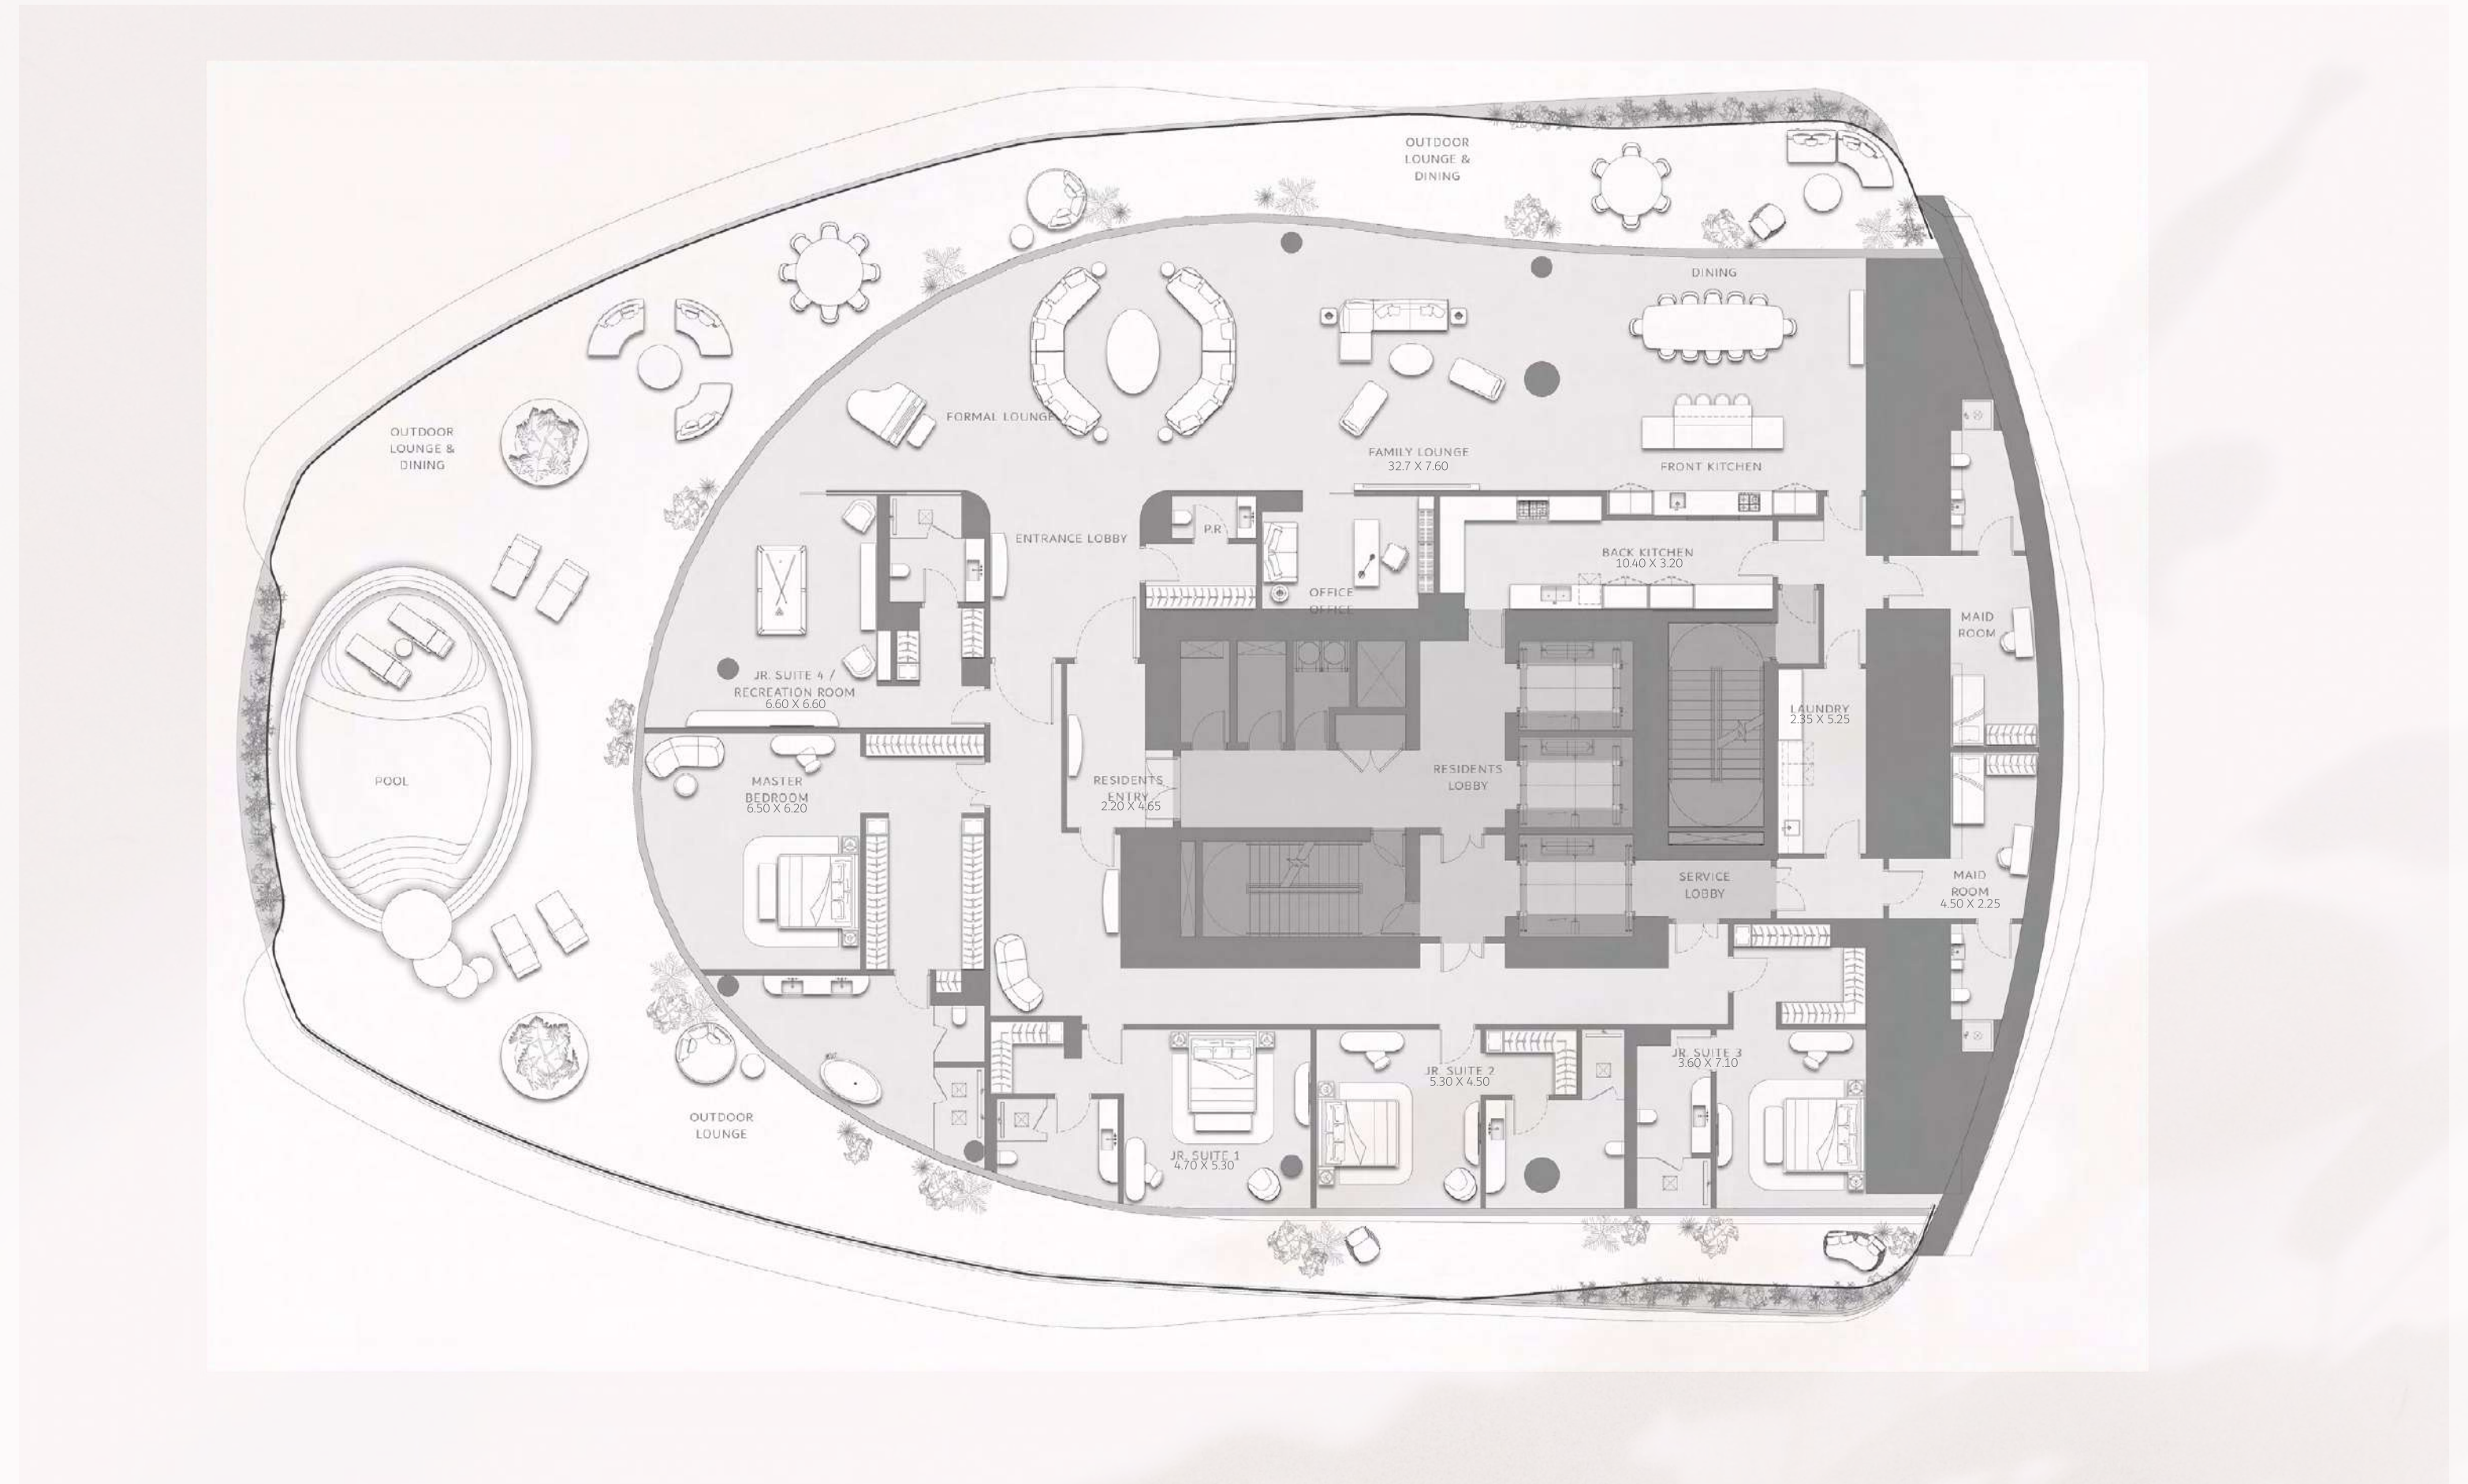 OUTDOOR
LOUNGE &
DINING
DINING
OUTDOOR
LOUNGE &
DINING
FORMAL LOUNGE
FAMILY LOUNGE
32.7 X 7.60
FRONT KITCHEN
ENTRANCE LOBBY
P.R
BACK KITCHEN
10.40 X 3.20
OFFICE
OFFICE
MAID
ROOM
JR. SUITE 4 /
RECREATION ROOM
6.60 X 6.60
LAUNDRY
2.35 X 5.25
POOL
MASTER
BEDROOM
6.50 X 6.20
RESIDENTS
ENTRY
2.20 X 4.65
RESIDENTS
LOBBY
SERVICE
LOBBY
MAID
ROOM
4.50 X 2.25
OUTDOOR
LOUNGE
JR. SUITE 1
4.70 X 5.30
JR. SUITE 2
5.30 X 4.50
JR. SUITE 3
3.60 X 7.10